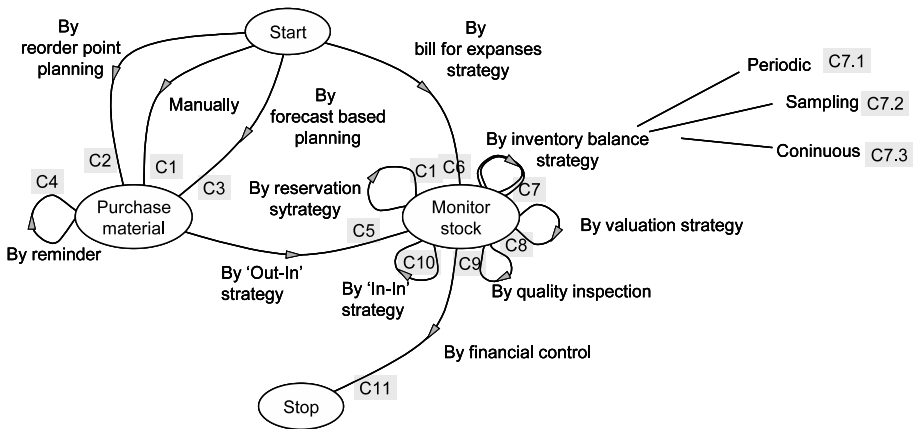 Start
By
reorder point
planning
Manually
By
forecast based
planning
By
bill for expanses
strategy
Periodic
C7.1
Sampling
C7.2
Coninuous
C7.3
By inventory balance
strategy
C2
C1
C3
C4
Purchase
material
By reminder
By reservation
sytrategy
C1
C6
C7
Monitor
stock
C5
C8
By valuation strategy
By ‘Out-In’
strategy
C10
C9
By ‘In-In’
strategy
By quality inspection
By financial control
C11
Stop